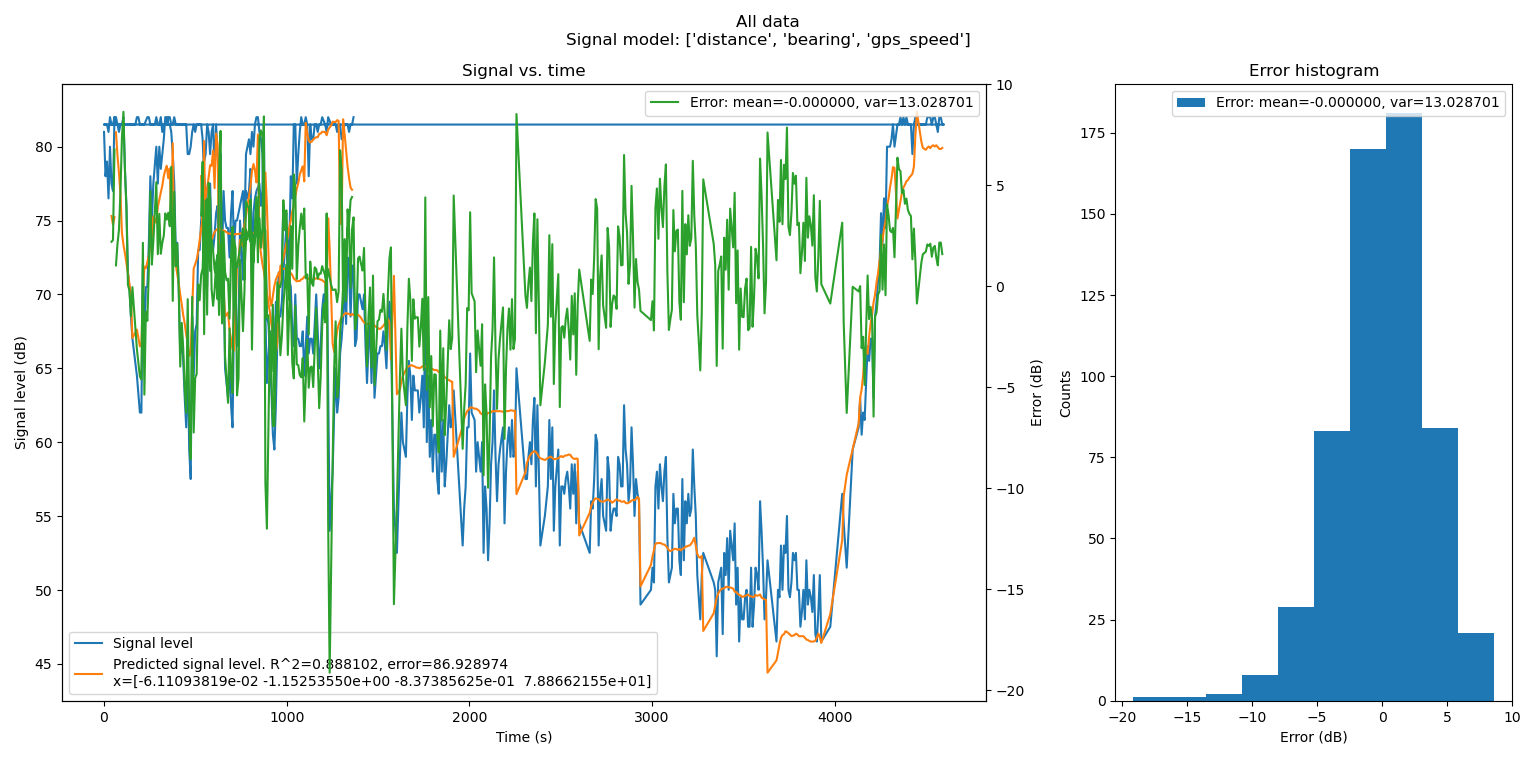 All data
Signal model: ['distance', 'bearing', 'gps_speed']
Signal vs. time
Error: mean=-0.000000, var=13.028701
Signal level (dB)
80
75
70
65
60
55
50
45
10
5
0
−5
−10
−15
−20
Error (dB)
Signal level
Predicted signal level. R^2=0.888102, error=86.928974
x=[-6.11093819e-02 -1.15253550e+00 -8.37385625e-01  7.88662155e+01]
0 1000 2000 3000 4000
Time (s)
Error histogram
Error: mean=-0.000000, var=13.028701
Counts
175
150
125
100
75
50
25
0
−20 −15 −10 −5 0 5 10
Error (dB)